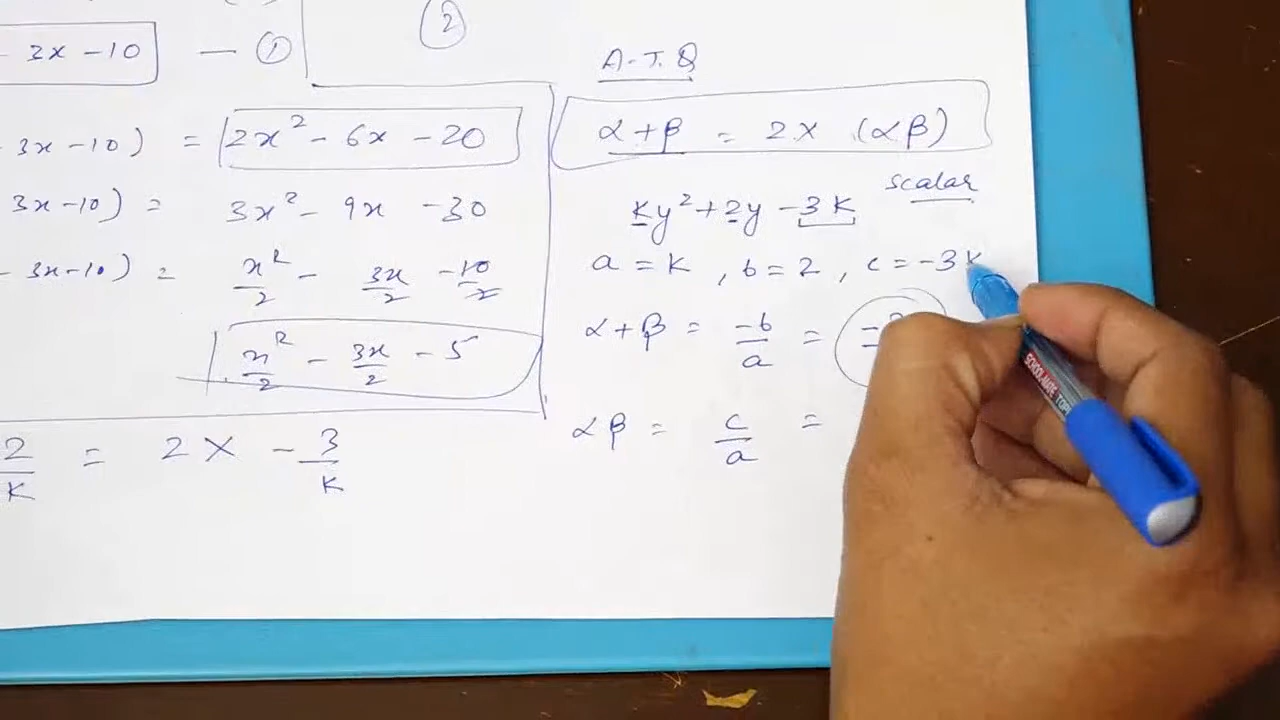 - 3x - 10 — ①
3x - 10) = 2x² - 6x - 20
3x - 10) = 3x² - 9x - 30
- 3x - 10) = x²/2 - 3x/2 - 10/2
x²/2 - 3x/2 - 5
2/K = 2 X - 3/K
②
A.T.Q
α + β = 2 X (αβ)
scalar
ky² + 2y - 3K
a = K , b = 2 , c = -3K
α + β = -b/a =
αβ = c/a =
SCHOOLMATE